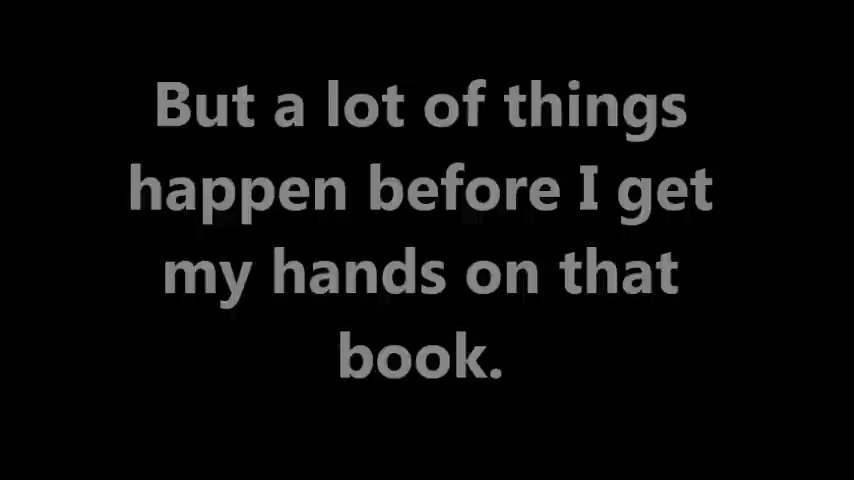 But a lot of things
happen before I get
my hands on that
book.